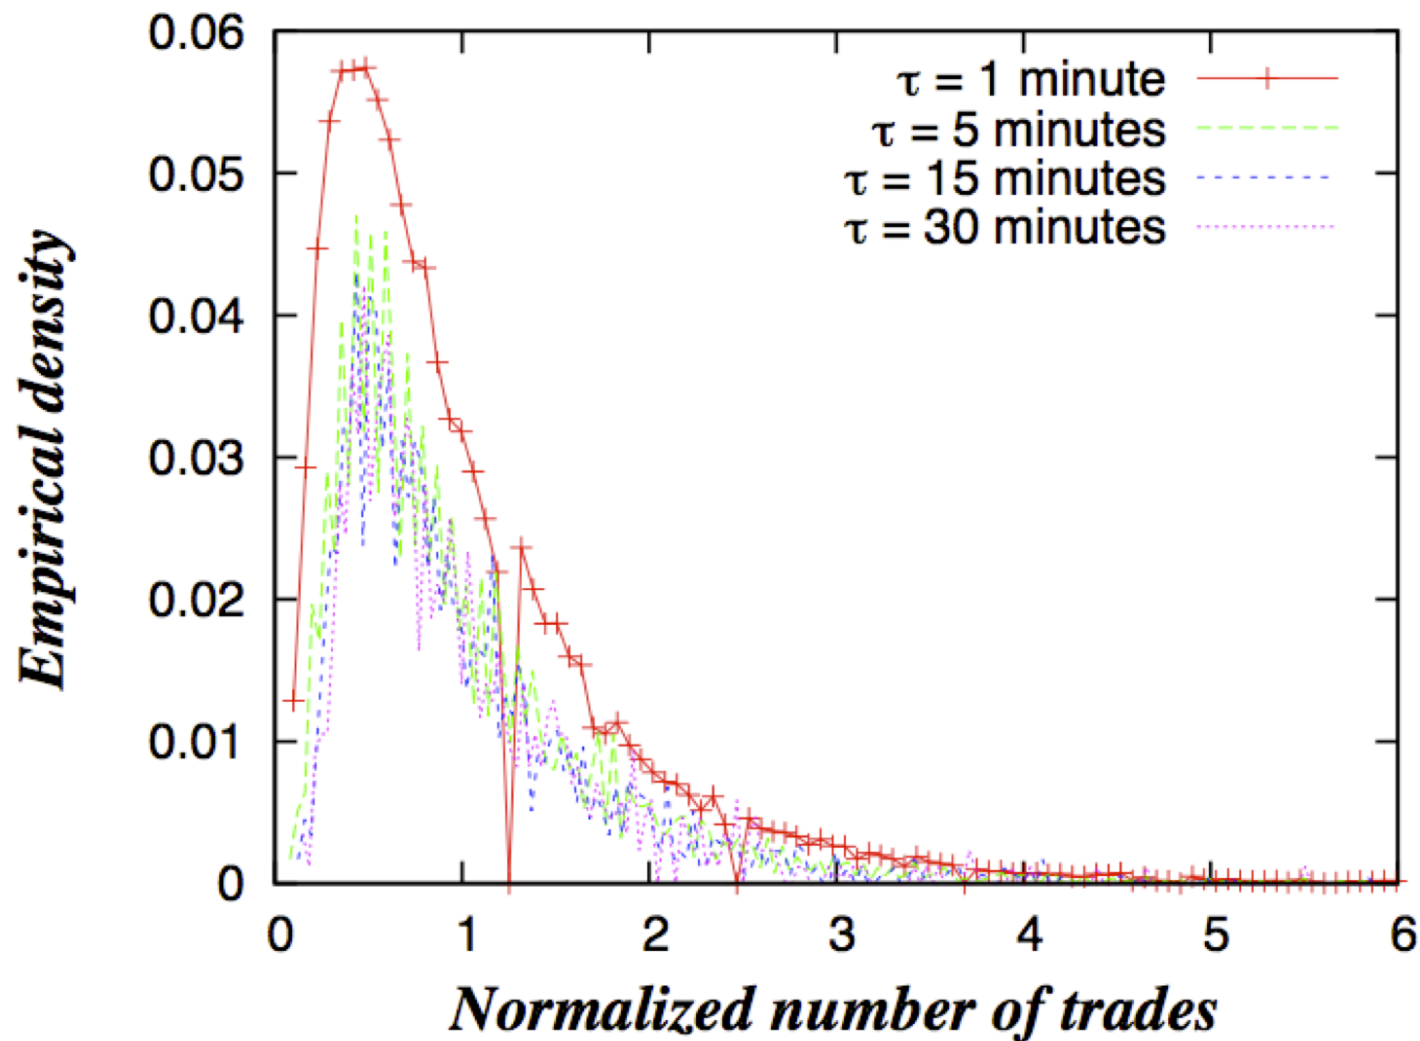 0.06
0.05
0.04
0.03
0.02
0.01
0
Empirical density
τ = 1 minute
τ = 5 minutes
τ = 15 minutes
τ = 30 minutes
0 1 2 3 4 5 6
Normalized number of trades